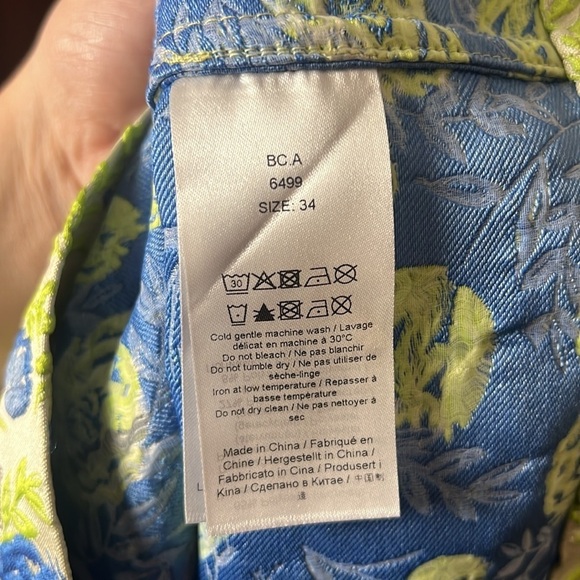 BC.A
6499
SIZE: 34
30
Cold gentle machine wash / Lavage
délicat en machine à 30°C
Do not bleach / Ne pas blanchir
Do not tumble dry / Ne pas utiliser de
sèche-linge
Iron at low temperature / Repasser à
basse temperature
Do not dry clean / Ne pas nettoyer à
sec
Made in China / Fabriqué en
Chine / Hergestellt in China /
Fabbricato in Cina / Produsert i
Kina / Сделано в Китае / 中国制
造